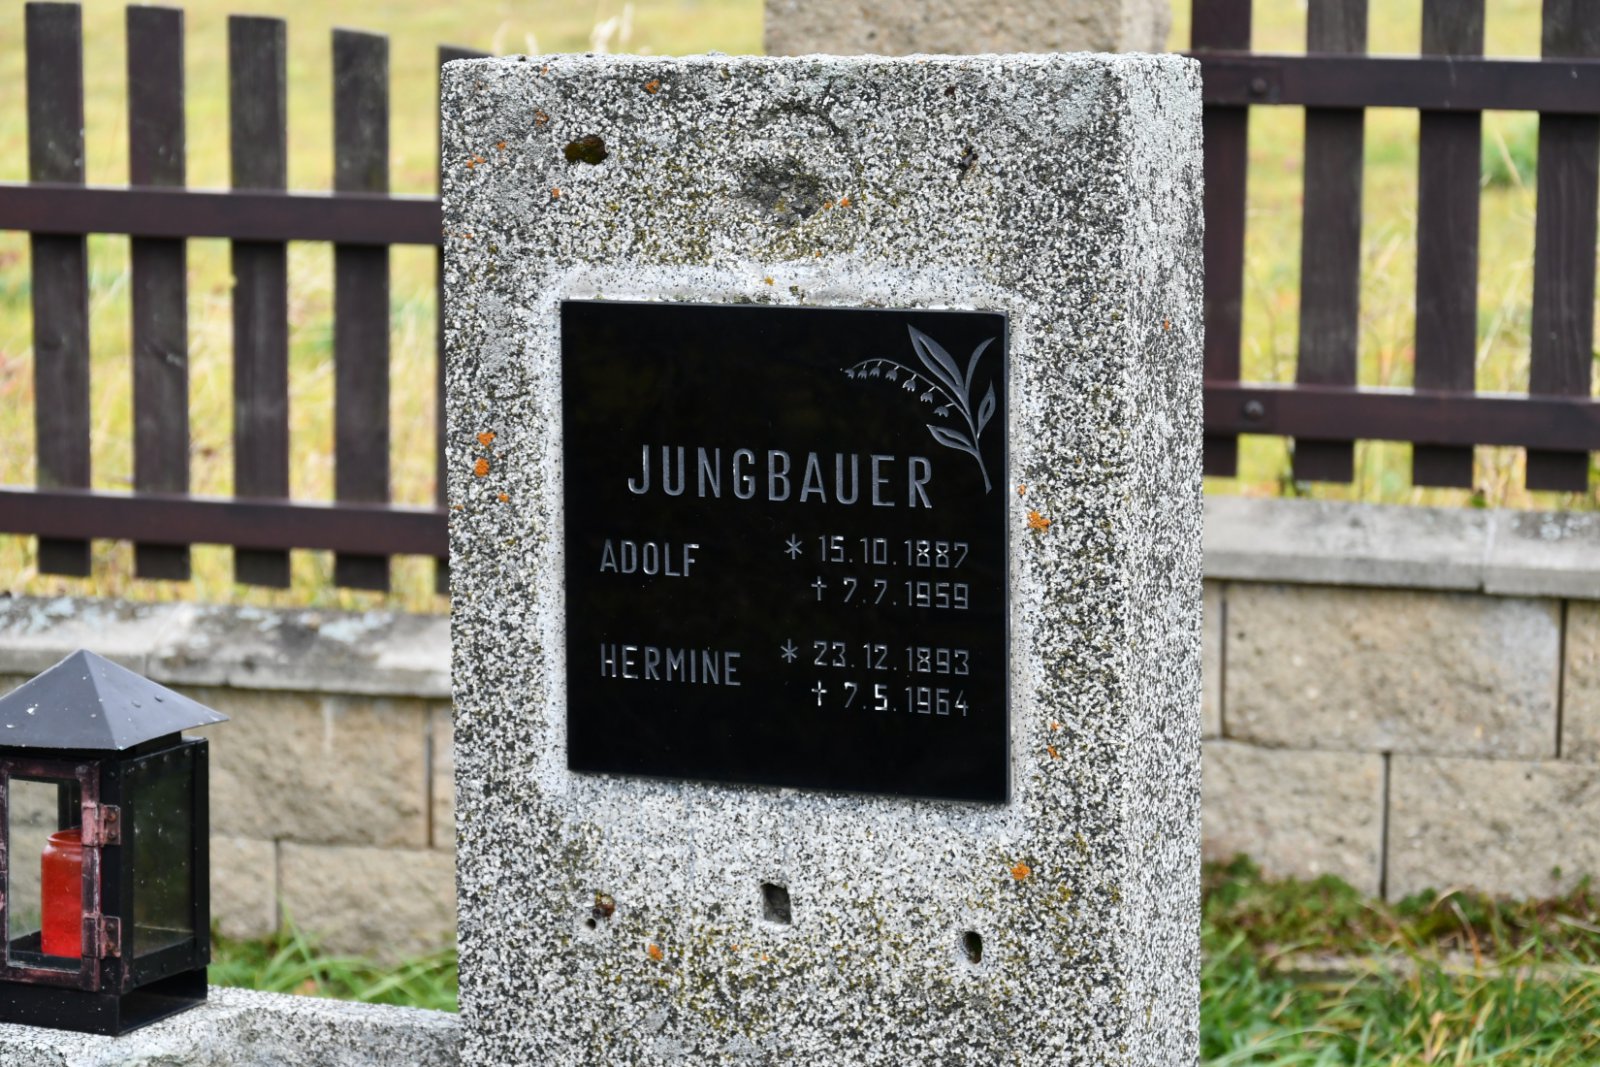 JUNGBAUER
ADOLF * 15.10.1887
† 7.7.1959
HERMINE * 23.12.1893
† 7.5.1964